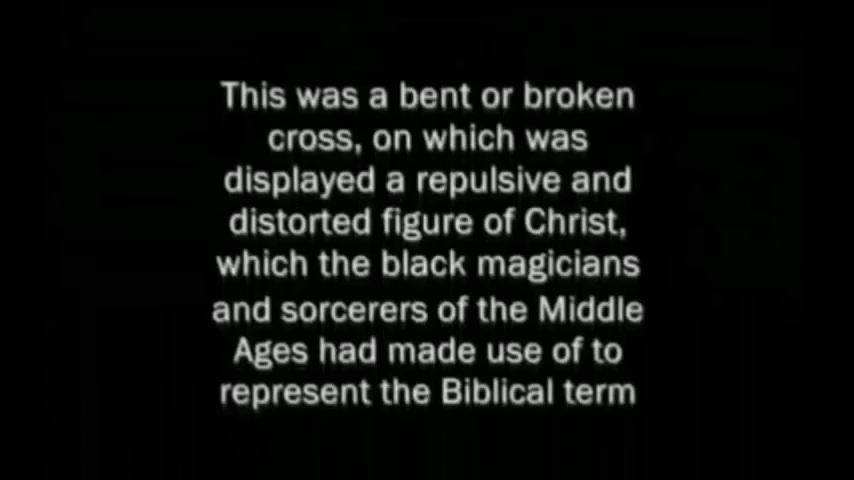 This was a bent or broken
cross, on which was
displayed a repulsive and
distorted figure of Christ,
which the black magicians
and sorcerers of the Middle
Ages had made use of to
represent the Biblical term